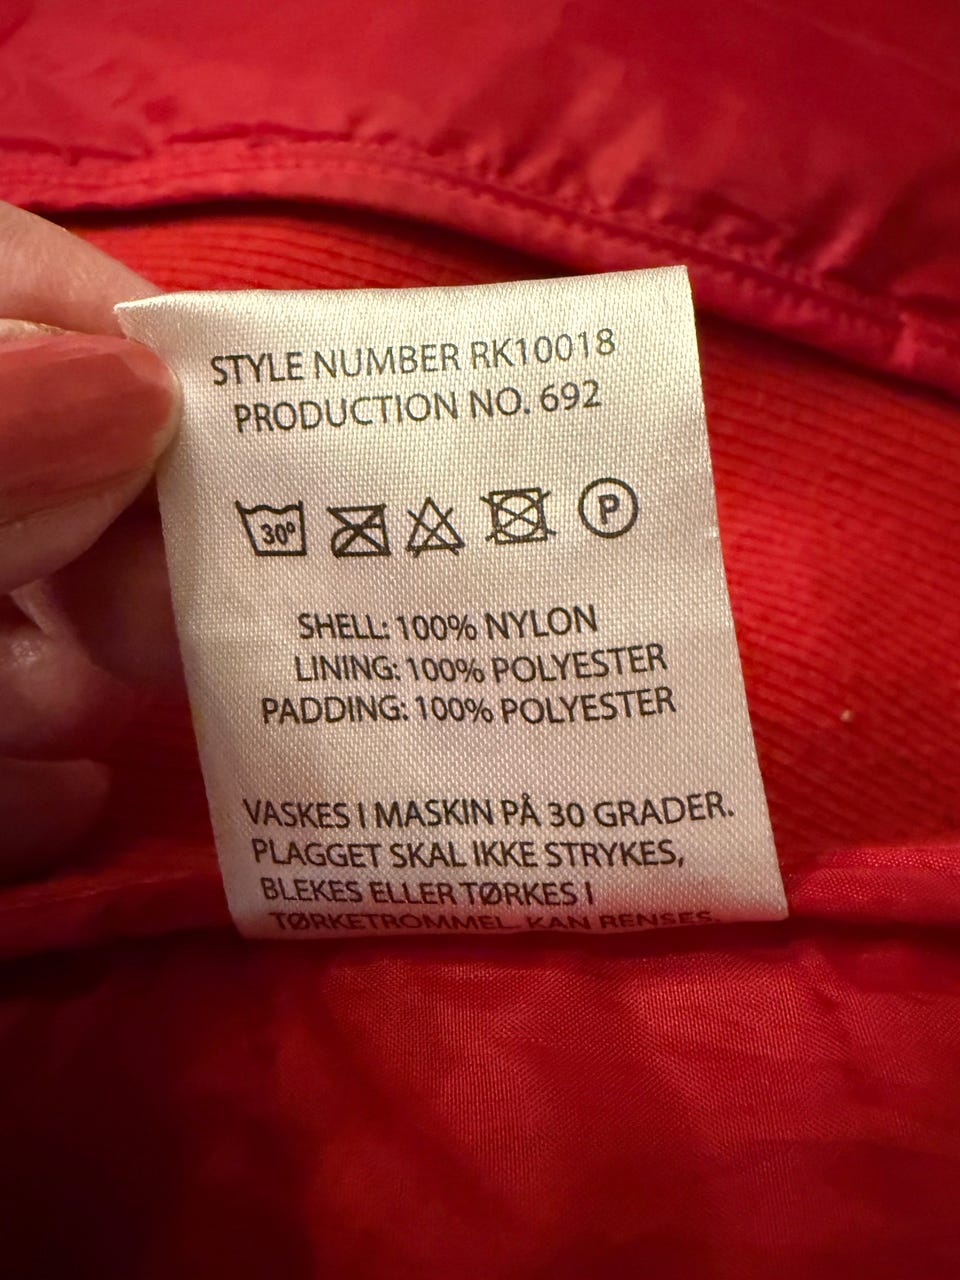 STYLE NUMBER RK10018
PRODUCTION NO. 692
30° P
SHELL: 100% NYLON
LINING: 100% POLYESTER
PADDING: 100% POLYESTER
VASKES I MASKIN PÅ 30 GRADER.
PLAGGET SKAL IKKE STRYKES,
BLEKES ELLER TØRKES I
TØRKETROMMEL. KAN RENSES.